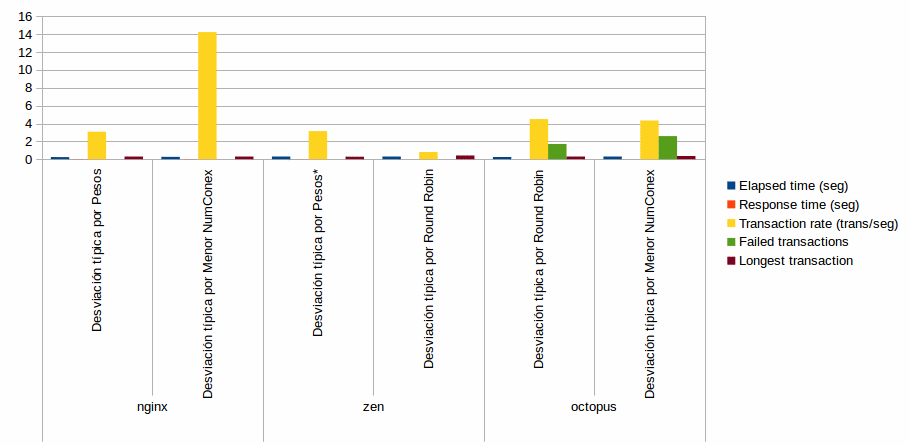 16
14
12
10
8
6
4
2
0
Desviación típica por Pesos
Desviación típica por Menor NumConex
Desviación típica por Pesos*
Desviación típica por Round Robin
Desviación típica por Round Robin
Desviación típica por Menor NumConex
nginx
zen
octopus
Elapsed time (seg)
Response time (seg)
Transaction rate (trans/seg)
Failed transactions
Longest transaction